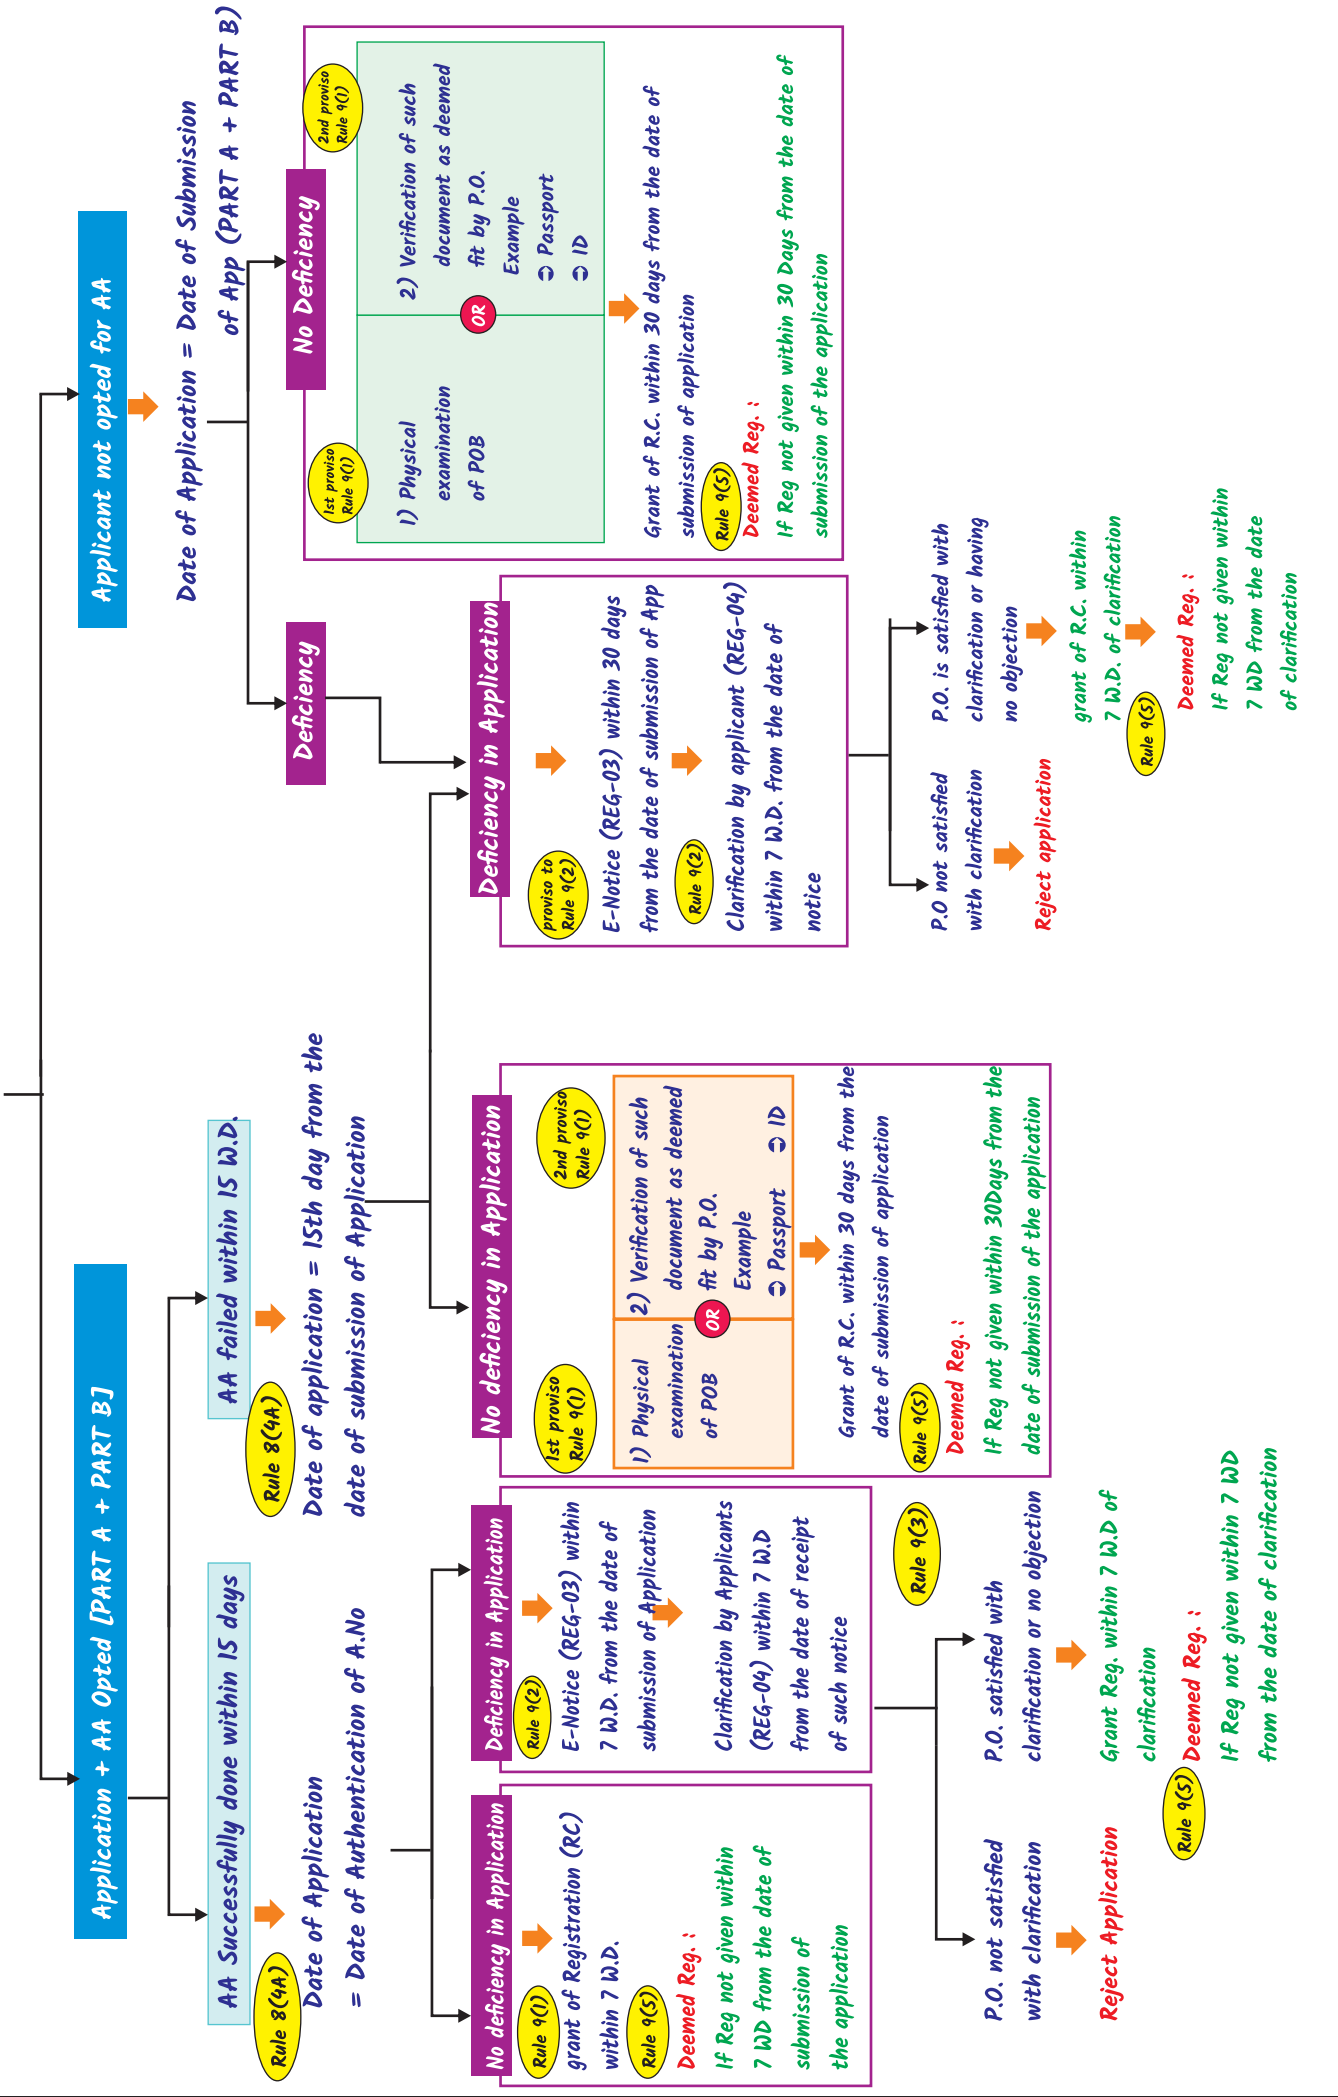 Application + AA Opted [PART A + PART B]
AA Successfully done within 15 days
Rule 8(4A)
Date of Application
= Date of Authentication of A.No
No deficiency in Application
Rule 9(1)
grant of Registration (RC)
within 7 W.D.
Rule 9(5)
Deemed Reg. :
If Reg not given within
7 WD from the date of
submission of
the application
Deficiency in Application
Rule 9(2)
E-Notice (REG-03) within
7 W.D. from the date of
submission of Application
Clarification by Applicants
(REG-04) within 7 W.D
from the date of receipt
of such notice
P.O. not satisfied
with clarification
Reject Application
Rule 9(3)
P.O. satisfied with
clarification or no objection
Grant Reg. within 7 W.D of
clarification
Rule 9(5)
Deemed Reg. :
If Reg not given within 7 WD
from the date of clarification
AA failed within 15 W.D.
Rule 8(4A)
Date of application = 15th day from the
date of submission of Application
No deficiency in Application
1st proviso
Rule 9(1)
2nd proviso
Rule 9(1)
1) Physical
examination
of POB
OR
2) Verification of such
document as deemed
fit by P.O.
Example
➲ Passport ➲ ID
Grant of R.C. within 30 days from the
date of submission of application
Rule 9(5)
Deemed Reg. :
If Reg not given within 30Days from the
date of submission of the application
Applicant not opted for AA
Date of Application = Date of Submission
of App (PART A + PART B)
Deficiency
Deficiency in Application
proviso to
Rule 9(2)
E-Notice (REG-03) within 30 days
from the date of submission of App
Rule 9(2)
Clarification by applicant (REG-04)
within 7 W.D. from the date of
notice
P.O not satisfied
with clarification
Reject application
P.O. is satisfied with
clarification or having
no objection
grant of R.C. within
7 W.D. of clarification
Rule 9(5)
Deemed Reg. :
If Reg not given within
7 WD from the date
of clarification
No Deficiency
1st proviso
Rule 9(1)
2nd proviso
Rule 9(1)
1) Physical
examination
of POB
OR
2) Verification of such
document as deemed
fit by P.O.
Example
➲ Passport
➲ ID
Grant of R.C. within 30 days from the date of
submission of application
Rule 9(5)
Deemed Reg. :
If Reg not given within 30 Days from the date of
submission of the application